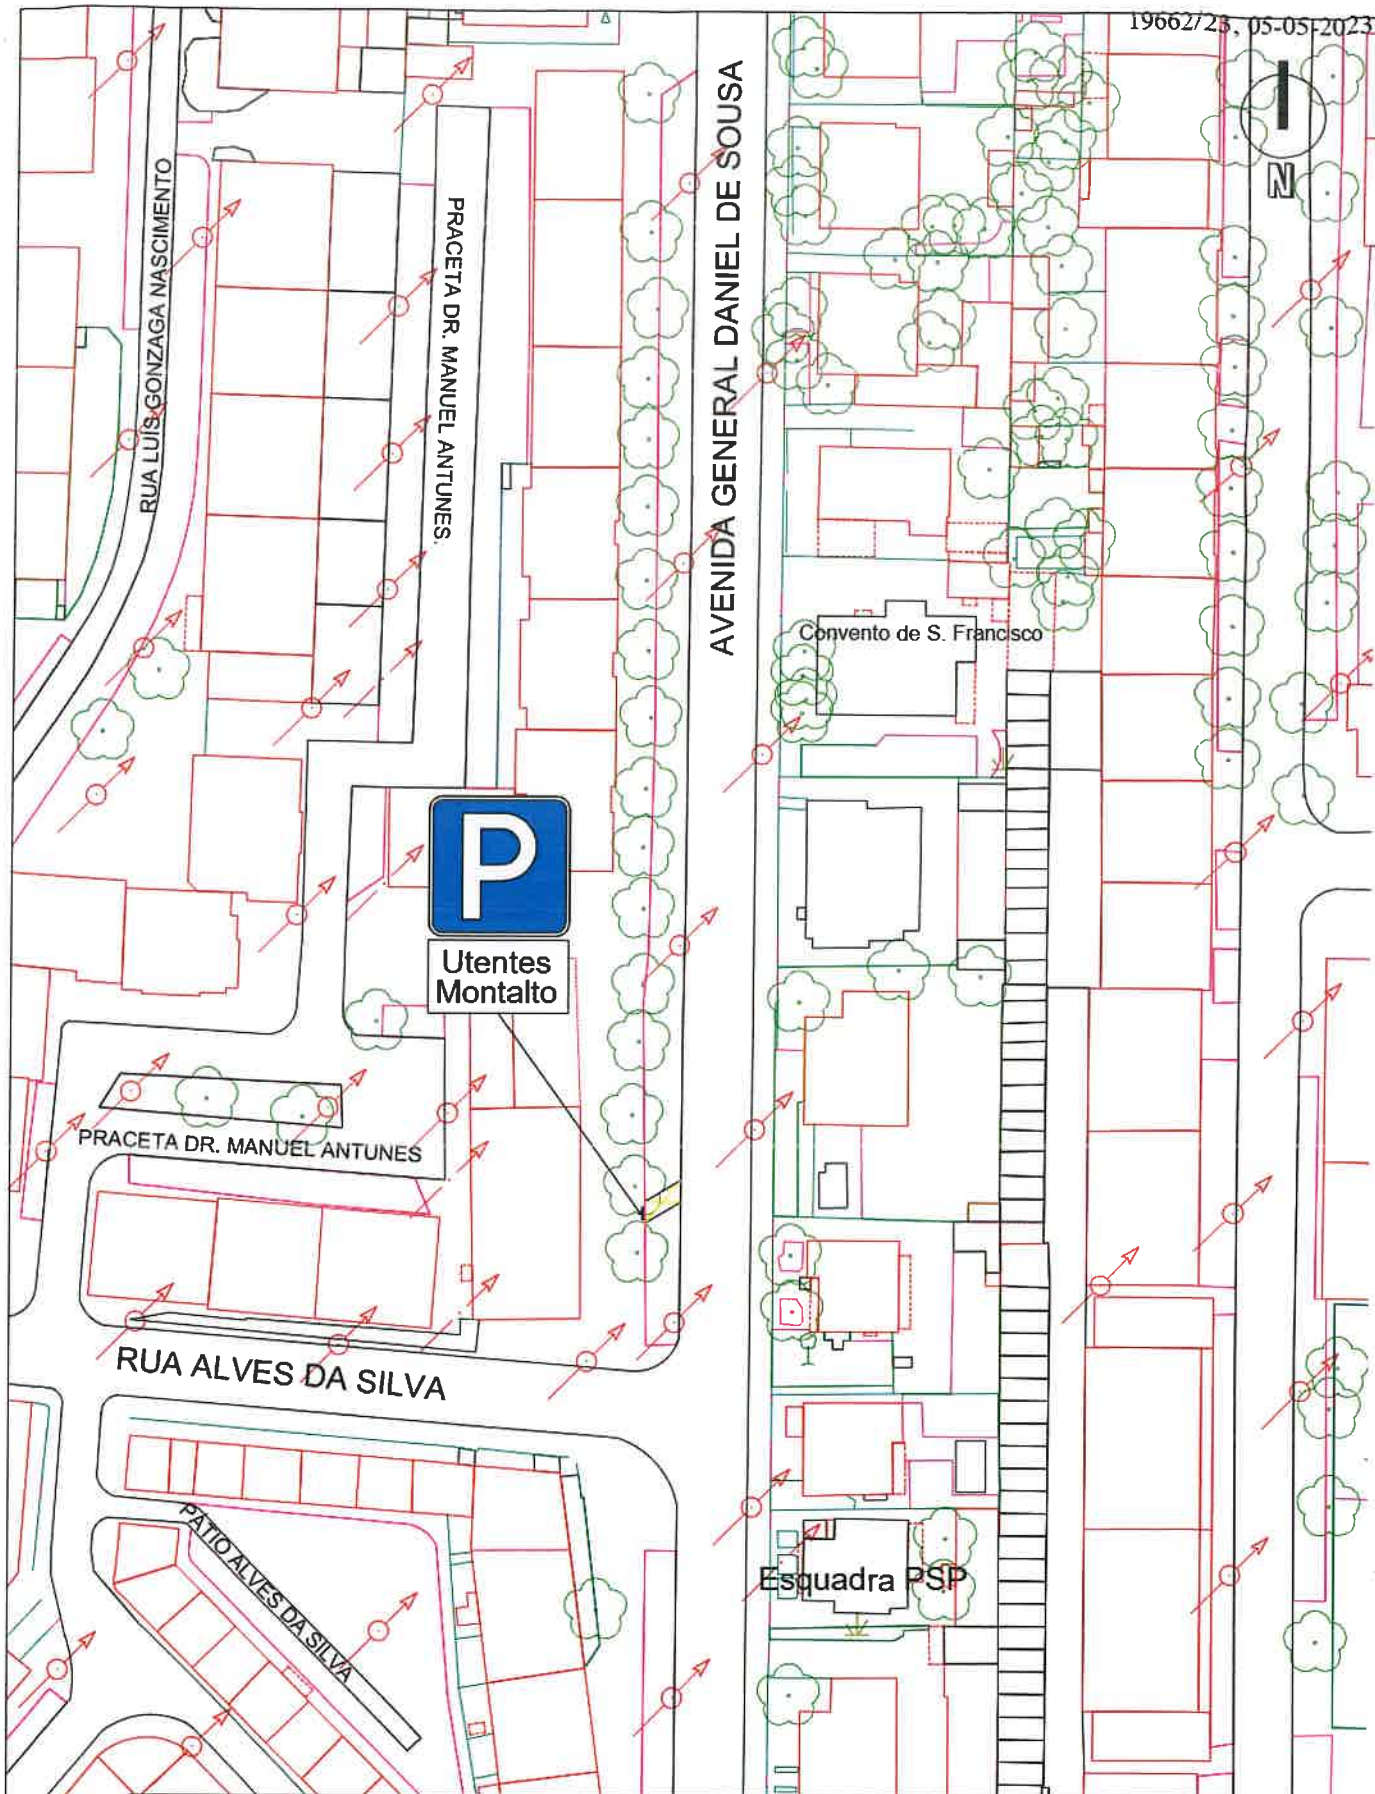 19662/23, 05-05-2023
N
RUA LUÍS GONZAGA NASCIMENTO
PRACETA DR. MANUEL ANTUNES.
AVENIDA GENERAL DANIEL DE SOUSA
Convento de S. Francisco
P
Utentes
Montalto
PRACETA DR. MANUEL ANTUNES
RUA ALVES DA SILVA
PÁTIO ALVES DA SILVA
Esquadra PSP